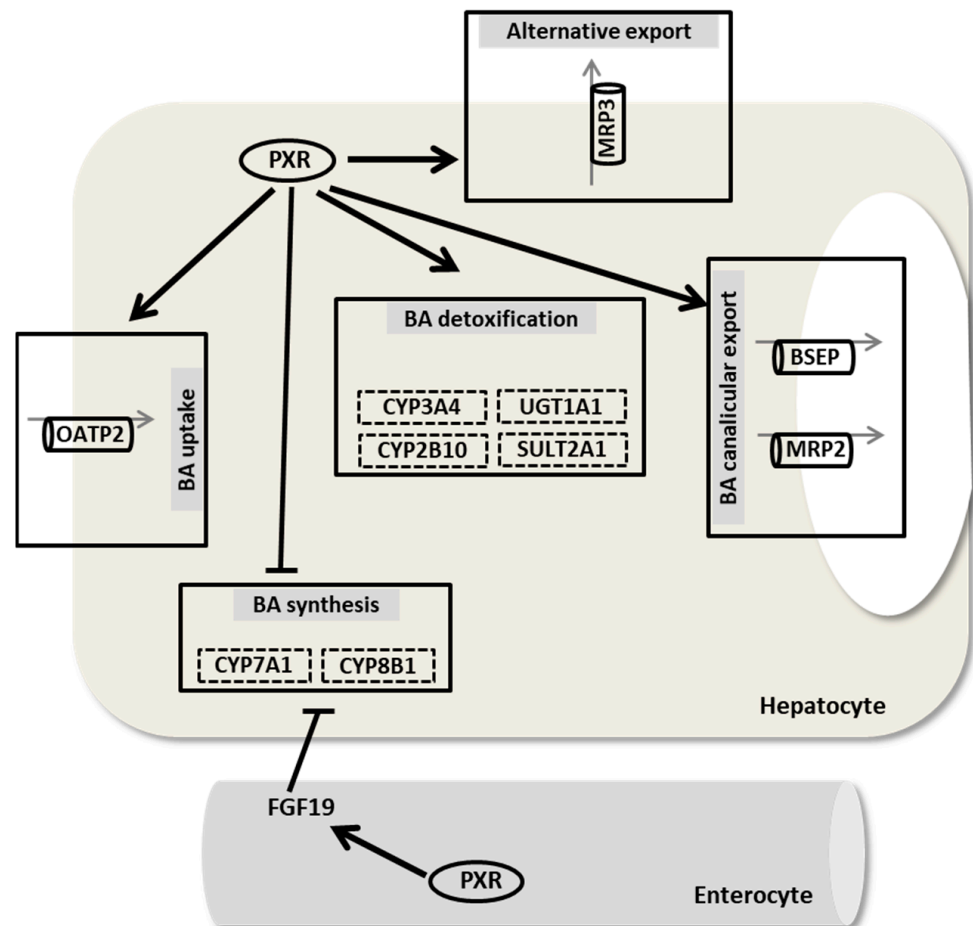 Alternative export
MRP3
PXR
BA detoxification
CYP3A4
UGT1A1
CYP2B10
SULT2A1
BA canalicular export
BSEP
MRP2
OATP2
BA uptake
BA synthesis
CYP7A1
CYP8B1
Hepatocyte
FGF19
PXR
Enterocyte